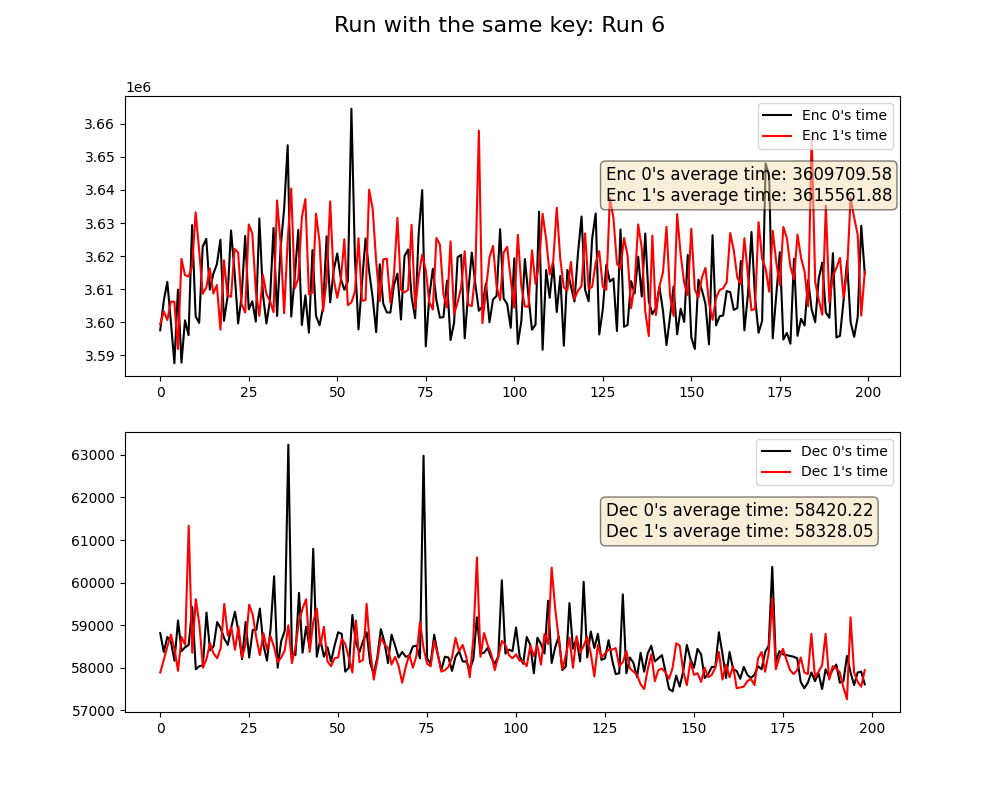 Run with the same key: Run 6
1e6
3.66
3.65
3.64
3.63
3.62
3.61
3.60
3.59
Enc 0's time
Enc 1's time
Enc 0's average time: 3609709.58
Enc 1's average time: 3615561.88
0 25 50 75 100 125 150 175 200
63000
62000
61000
60000
59000
58000
57000
Dec 0's time
Dec 1's time
Dec 0's average time: 58420.22
Dec 1's average time: 58328.05
0 25 50 75 100 125 150 175 200